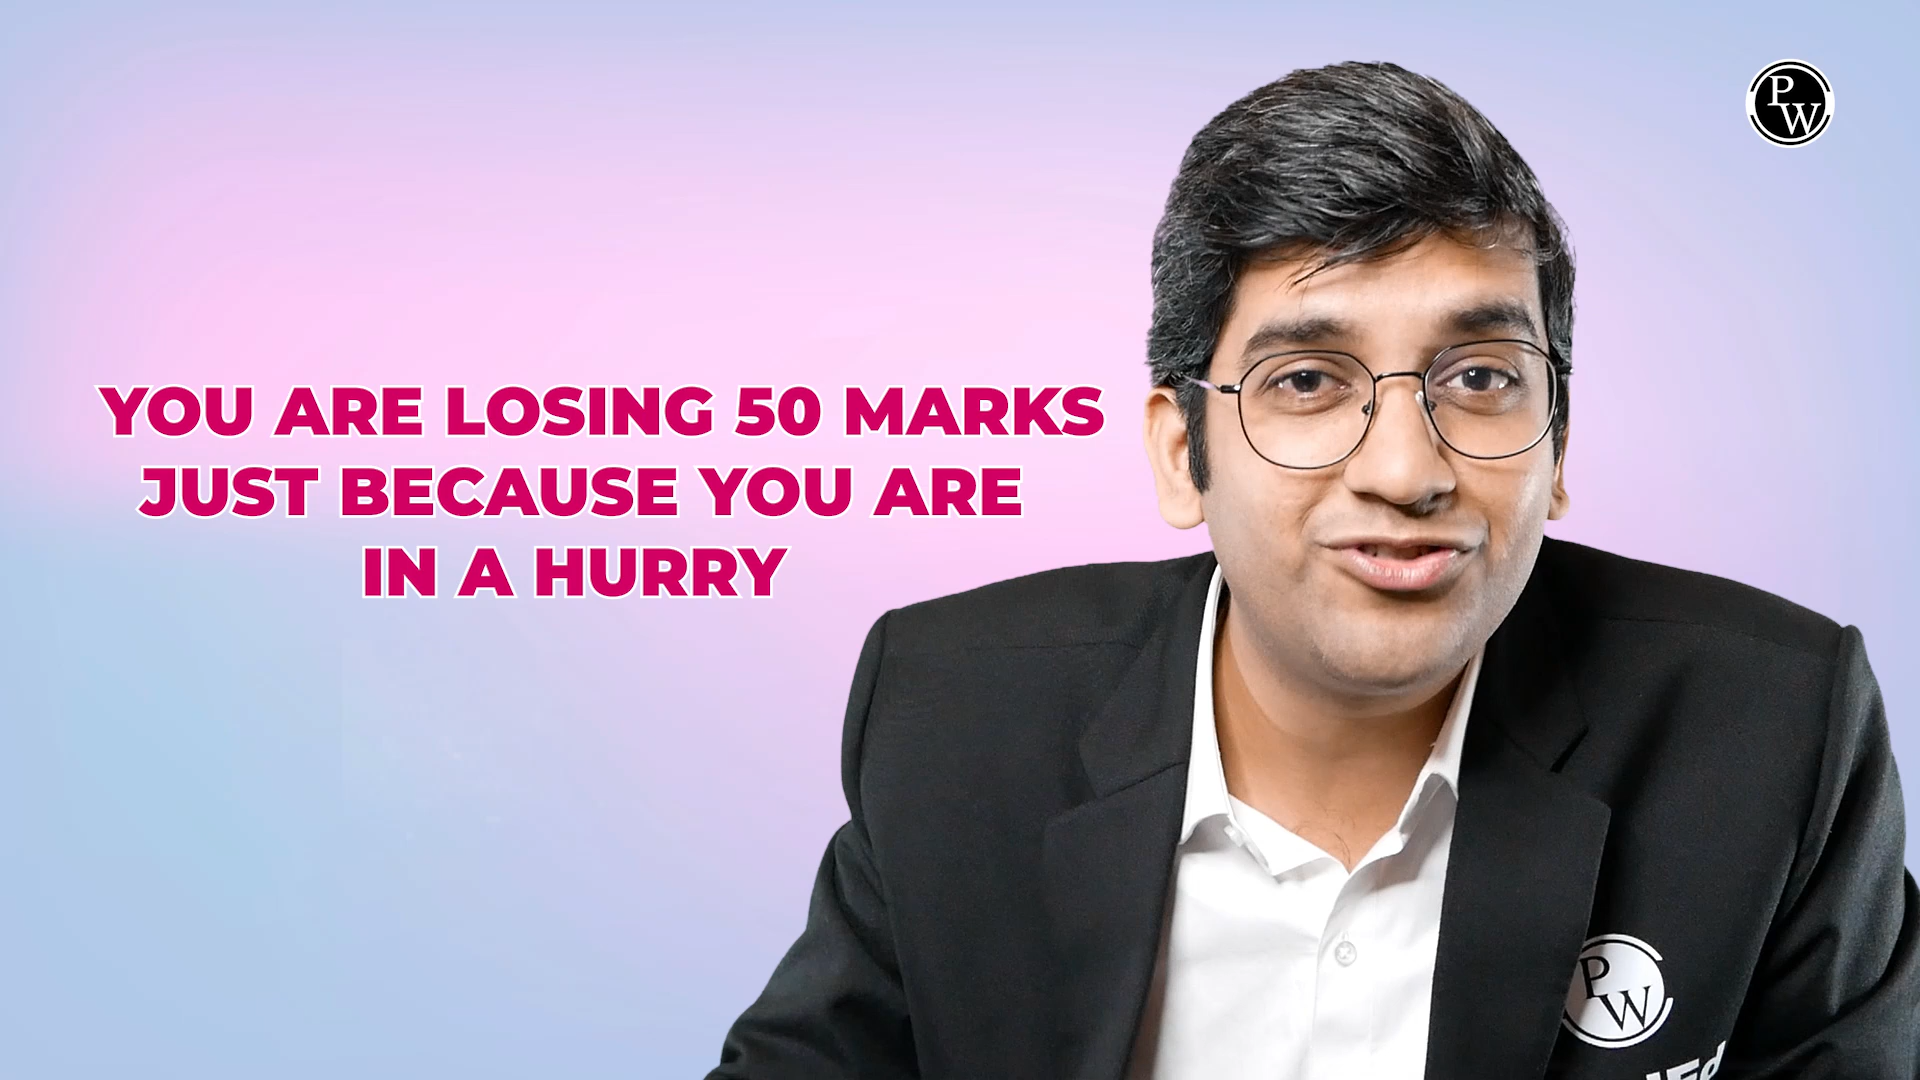 YOU ARE LOSING 50 MARKS
JUST BECAUSE YOU ARE
IN A HURRY
PW
PW